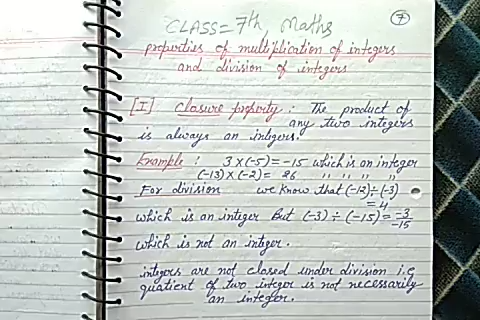 7
CLASS= 7th, Maths
properties of multiplication of integers
and division of integers
[I] Closure property : The product of
any two integers
is always an integers.
Example : 3 x(-5) = -15 which is an integer
(-13) x (-2) = 26 " " " "
For division we know that (-12)÷(-3)
= 4
which is an integer But (-3) ÷ (-15) = -3/-15
which is not an integer.
integers are not closed under division i.e
quatient of two integer is not necessarily
an integer.